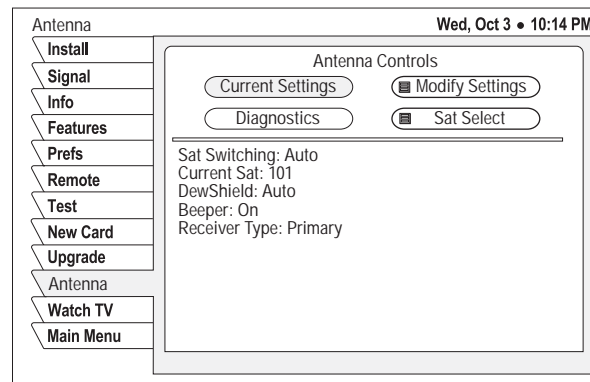 Antenna
Wed, Oct 3 ● 10:14 PM
Install
Signal
Info
Features
Prefs
Remote
Test
New Card
Upgrade
Antenna
Watch TV
Main Menu
Antenna Controls
Current Settings
Modify Settings
Diagnostics
Sat Select
Sat Switching: Auto
Current Sat: 101
DewShield: Auto
Beeper: On
Receiver Type: Primary